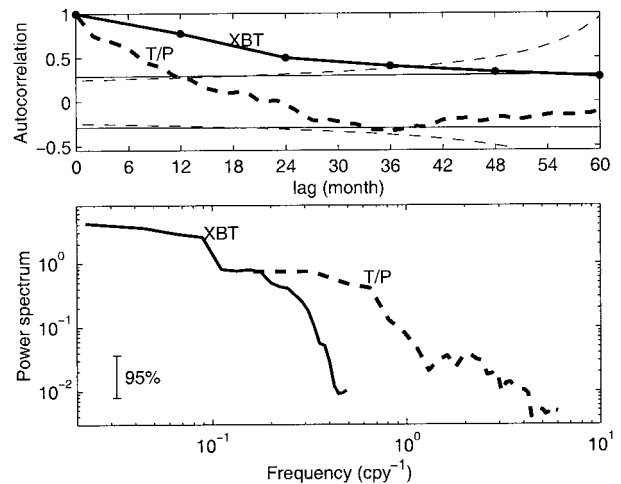 1
0.5
0
−0.5
Autocorrelation
XBT
T/P
0 6 12 18 24 30 36 42 48 54 60
lag (month)
10^0
10^-1
10^-2
Power spectrum
XBT
T/P
95%
10^-1 10^0 10^1
Frequency (cpy^-1)